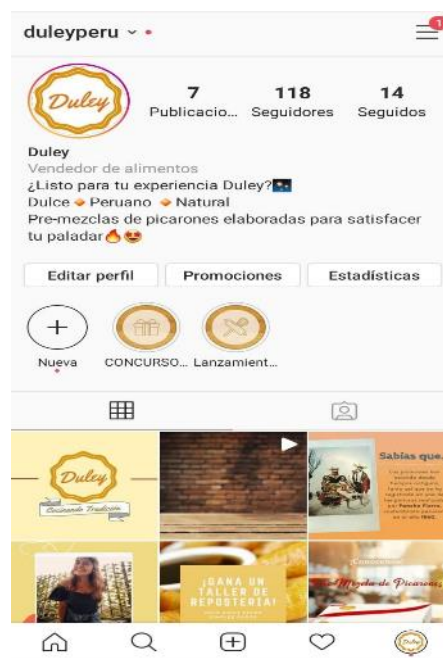 duleyperu
1
Duley
7 118 14
Publicacio... Seguidores Seguidos
Duley
Vendedor de alimentos
¿Listo para tu experiencia Duley?
Dulce Peruano Natural
Pre-mezclas de picarones elaboradas para satisfacer
tu paladar
Editar perfil Promociones Estadísticas
Nueva CONCURSO... Lanzamient...
Duley
Cocinando Tradición
Sabías que.
¡GANA UN
TALLER DE
REPOSTERÍA!
¡Conócenos!
Mezcla de Picarones